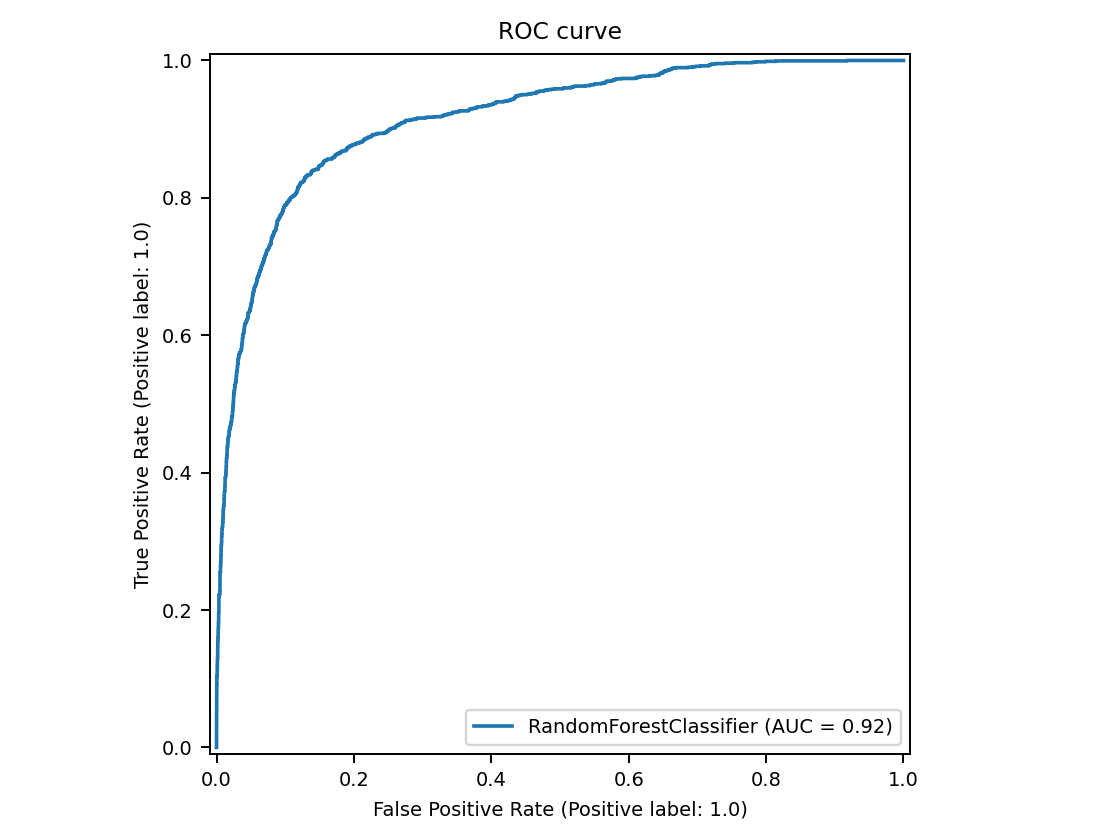 ROC curve
1.0
0.8
0.6
0.4
0.2
0.0
True Positive Rate (Positive label: 1.0)
RandomForestClassifier (AUC = 0.92)
0.0 0.2 0.4 0.6 0.8 1.0
False Positive Rate (Positive label: 1.0)